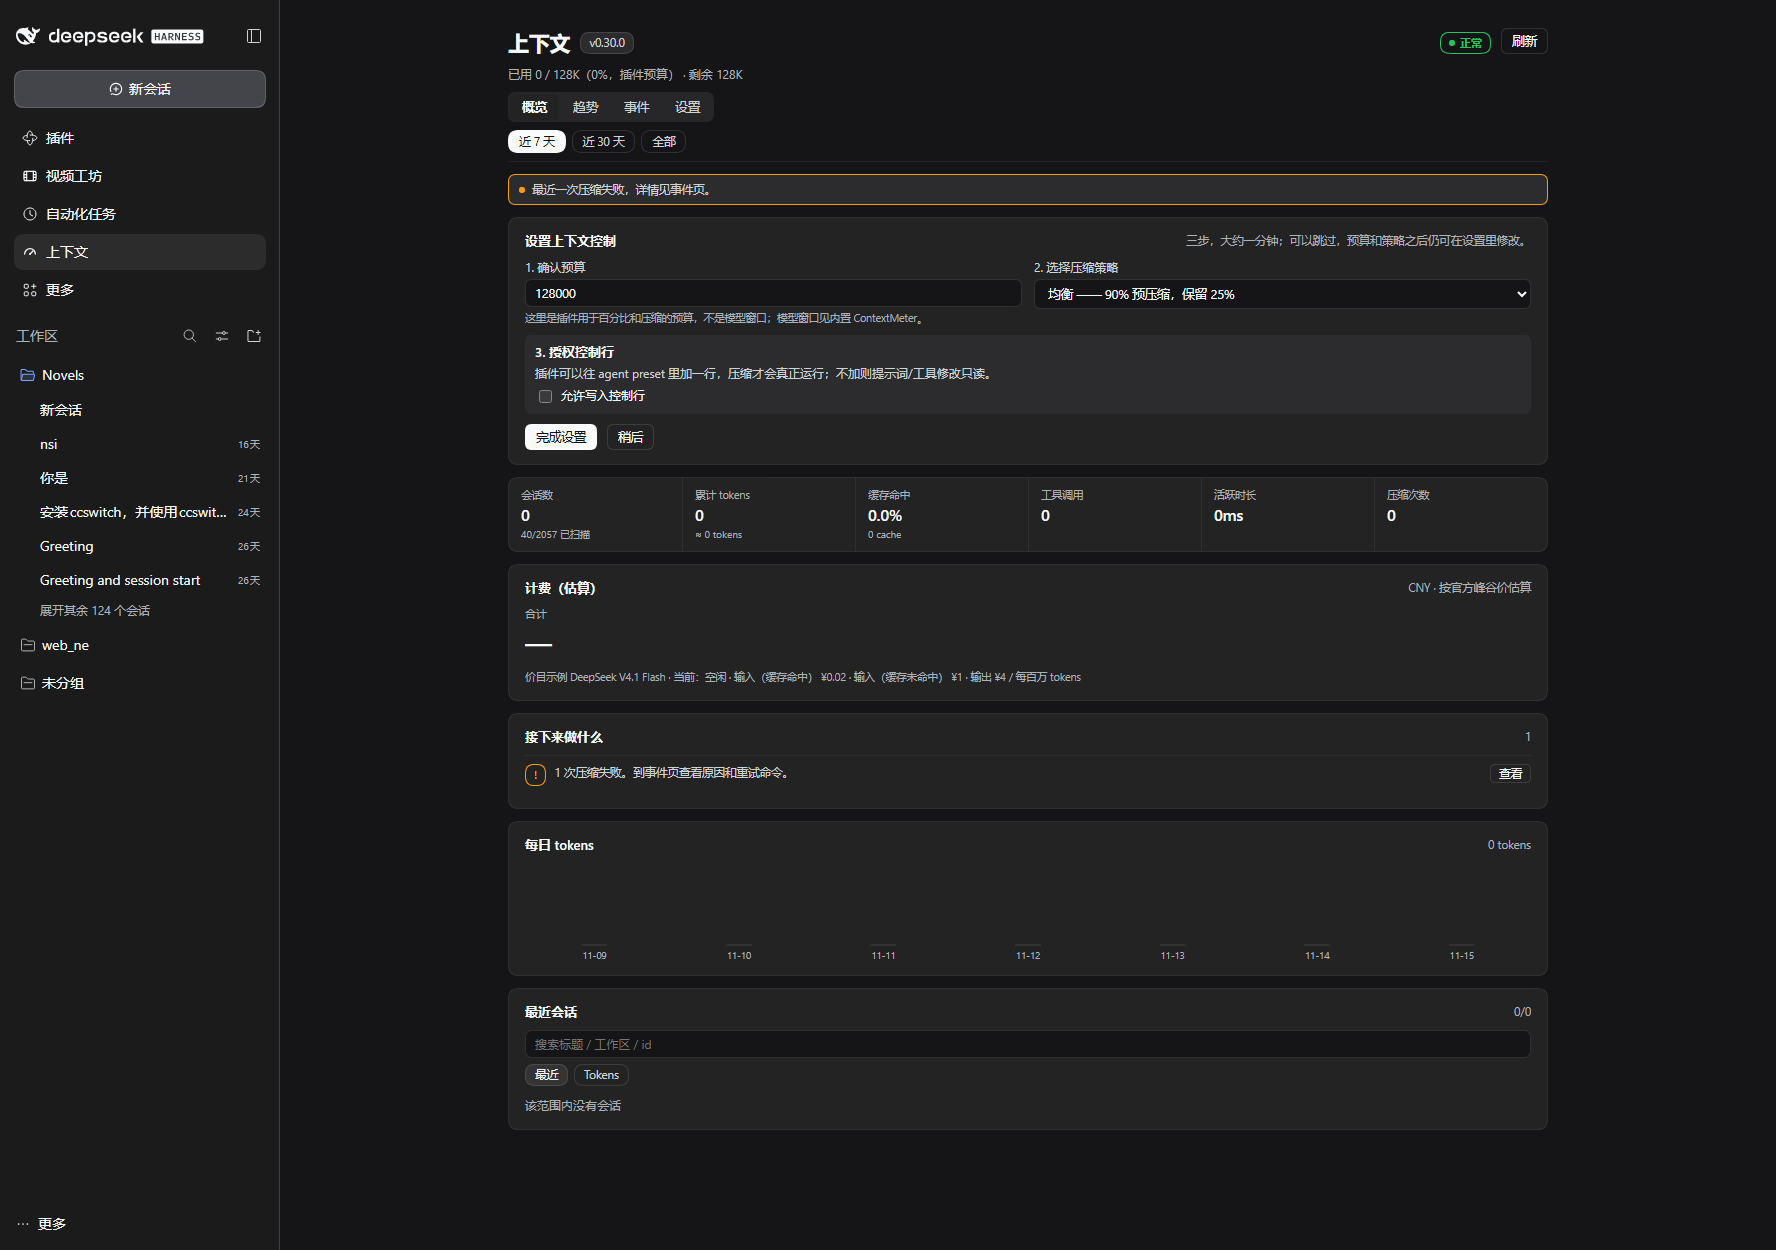 deepseek HARNESS
新会话
插件
视频工坊
自动化任务
上下文
更多
工作区
Novels
新会话
nsi 16天
你是 21天
安装ccswitch，并使用ccswit... 24天
Greeting 26天
Greeting and session start 26天
展开其余 124 个会话
web_ne
未分组
··· 更多
上下文 v0.30.0
正常 刷新
已用 0 / 128K（0%，插件预算） · 剩余 128K
概览 趋势 事件 设置
近 7 天 近 30 天 全部
最近一次压缩失败，详情见事件页。
设置上下文控制 三步，大约一分钟；可以跳过，预算和策略之后仍可在设置里修改。
1. 确认预算 2. 选择压缩策略
128000 均衡 —— 90% 预压缩，保留 25%
这里是插件用于百分比和压缩的预算，不是模型窗口；模型窗口见内置 ContextMeter。
3. 授权控制行
插件可以往 agent preset 里加一行，压缩才会真正运行；不加则提示词/工具修改只读。
允许写入控制行
完成设置 稍后
会话数 累计 tokens 缓存命中 工具调用 活跃时长 压缩次数
0 0 0.0% 0 0ms 0
40/2057 已扫描 ≈ 0 tokens 0 cache
计费（估算） CNY · 按官方峰谷价估算
合计
——
价目示例 DeepSeek V4.1 Flash · 当前：空闲 · 输入（缓存命中） ¥0.02 · 输入（缓存未命中） ¥1 · 输出 ¥4 / 每百万 tokens
接下来做什么 1
! 1 次压缩失败。到事件页查看原因和重试命令。 查看
每日 tokens 0 tokens
11-09 11-10 11-11 11-12 11-13 11-14 11-15
最近会话 0/0
搜索标题 / 工作区 / id
最近 Tokens
该范围内没有会话